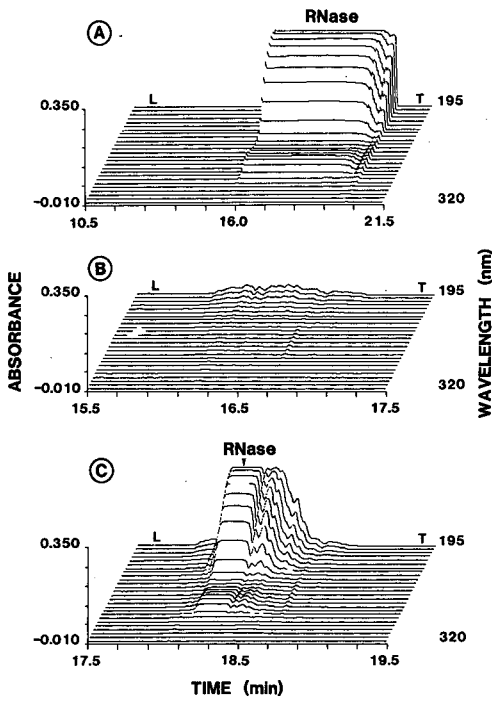 A
RNase
L
T
195
0.350
-0.010
320
10.5
16.0
21.5
B
L
T
195
0.350
-0.010
320
15.5
16.5
17.5
ABSORBANCE
WAVELENGTH (nm)
C
RNase
L
T
195
0.350
-0.010
320
17.5
18.5
19.5
TIME (min)